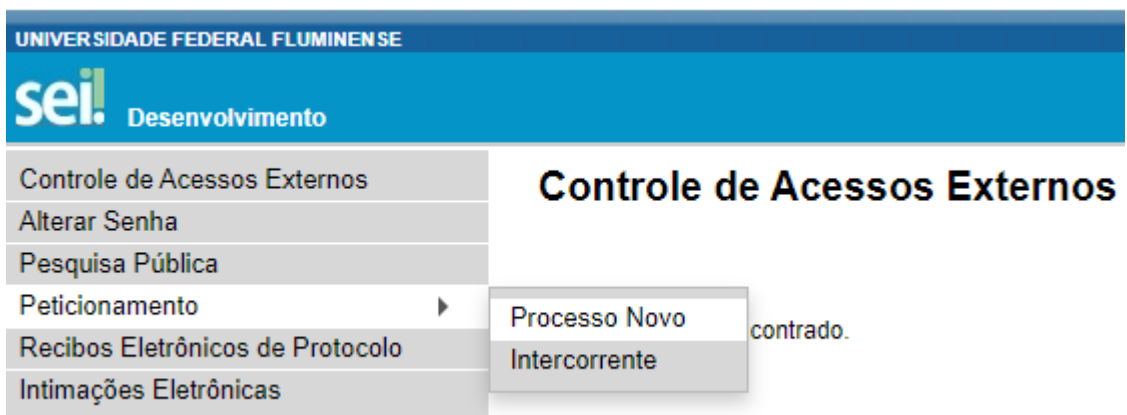 UNIVERSIDADE FEDERAL FLUMINENSE
sei!
Desenvolvimento
Controle de Acessos Externos
Alterar Senha
Pesquisa Pública
Peticionamento
Recibos Eletrônicos de Protocolo
Intimações Eletrônicas
Controle de Acessos Externos
Processo Novo
Intercorrente
contrado.